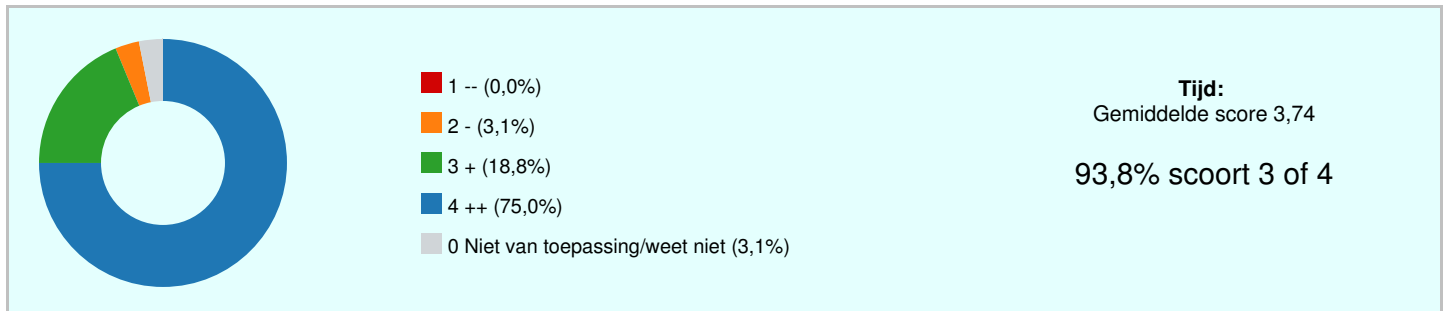 1 -- (0,0%)
2 - (3,1%)
3 + (18,8%)
4 ++ (75,0%)
0 Niet van toepassing/weet niet (3,1%)
Tijd:
Gemiddelde score 3,74
93,8% scoort 3 of 4